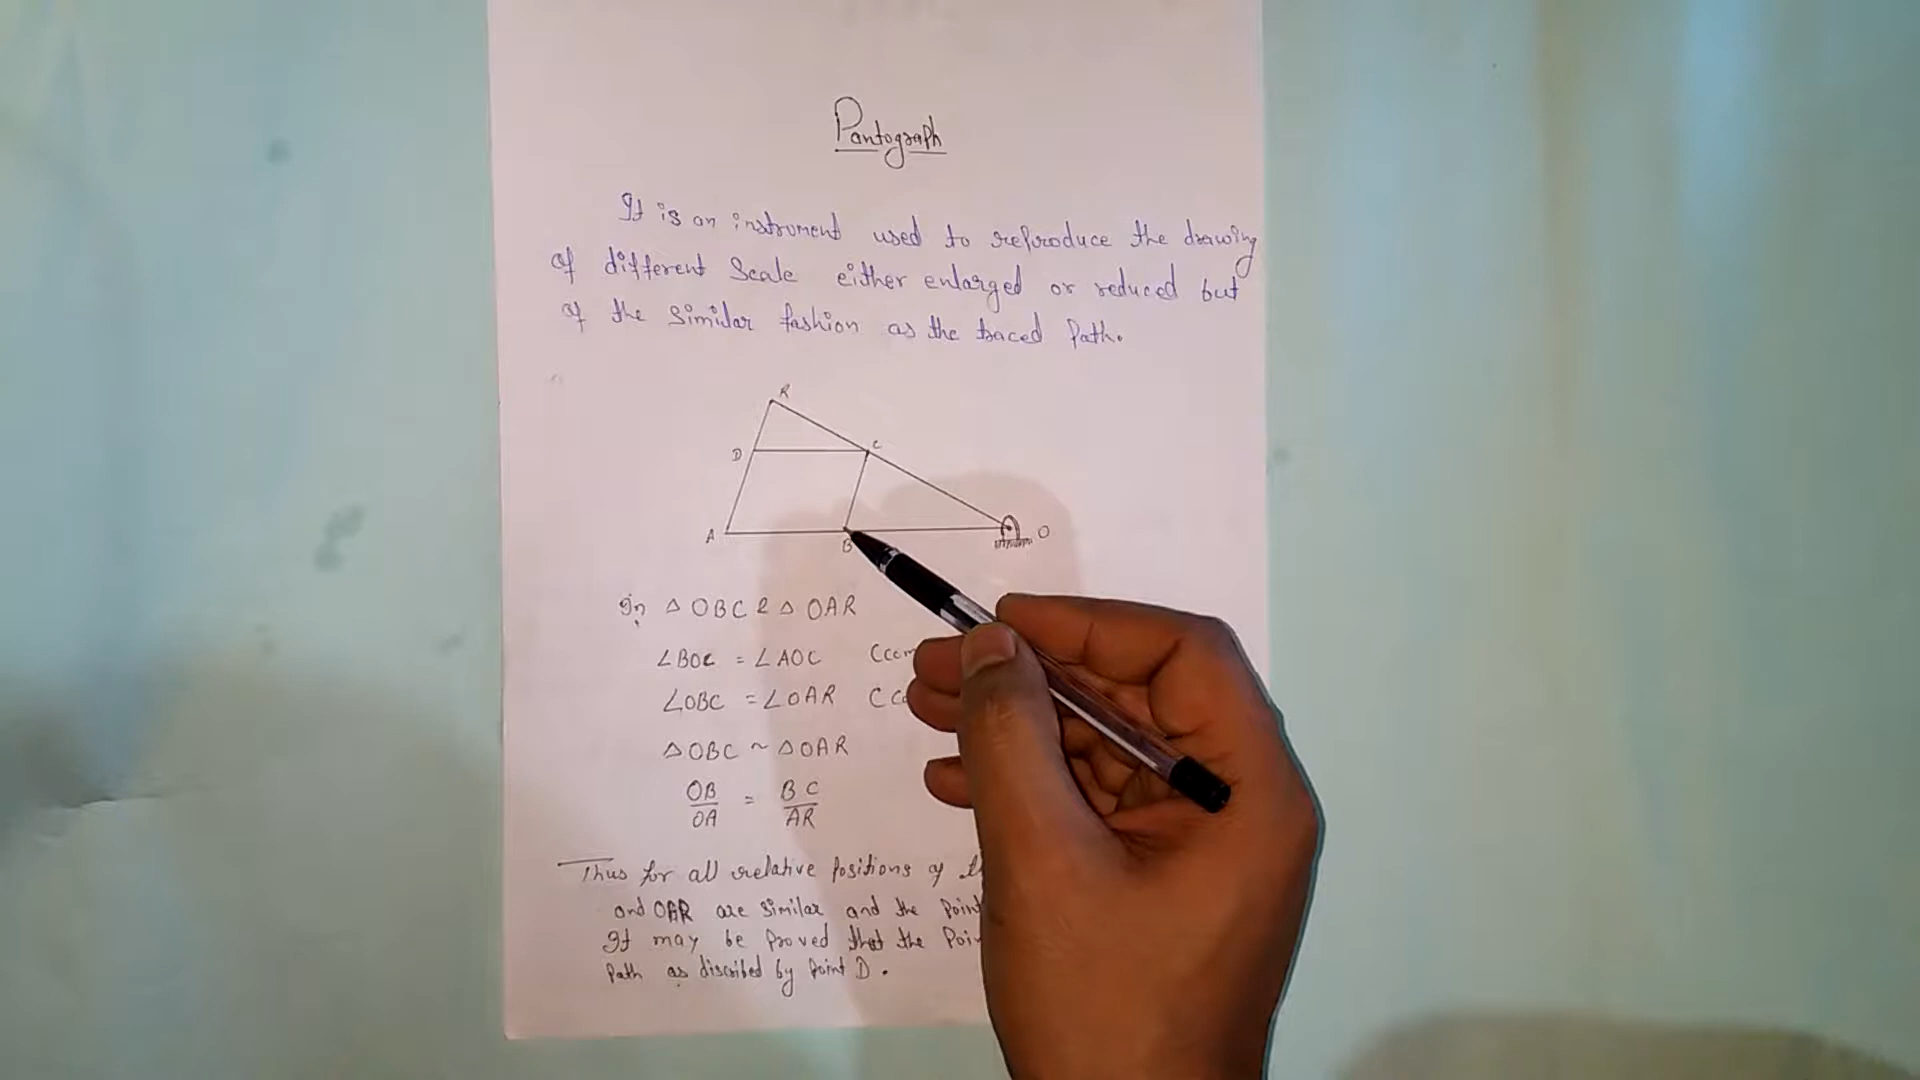 Pantograph
It is an instrument used to reproduce the drawing
of different Scale either enlarged or reduced but
of the Similar fashion as the traced Path.
R
D
C
A
B
O
In △ OBC & △ OAR
∠BOC = ∠AOC
∠OBC = ∠OAR
△OBC ~ △OAR
OB/OA = BC/AR
Thus for all relative positions of
and OAR are Similar and the Point
It may be Proved that the
Path as discribed by Point D.